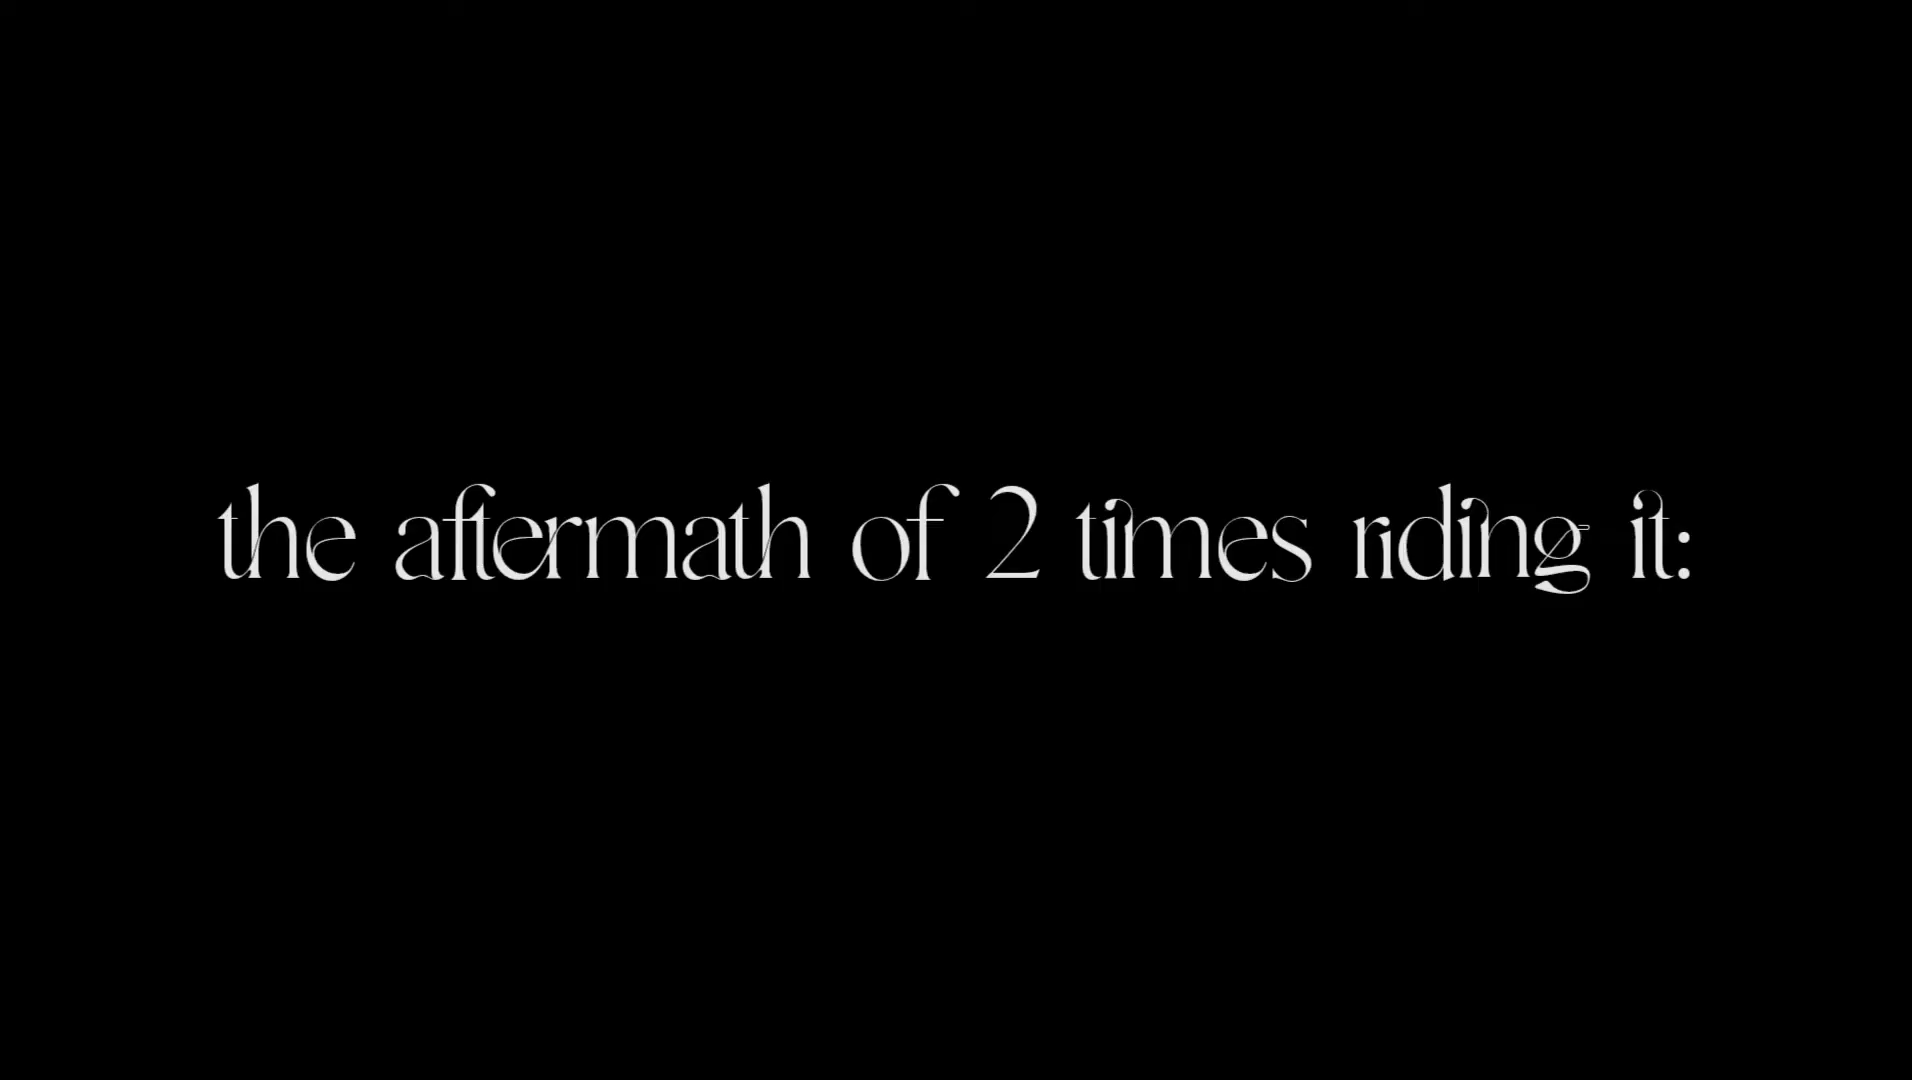 the aftermath of 2 times riding it: